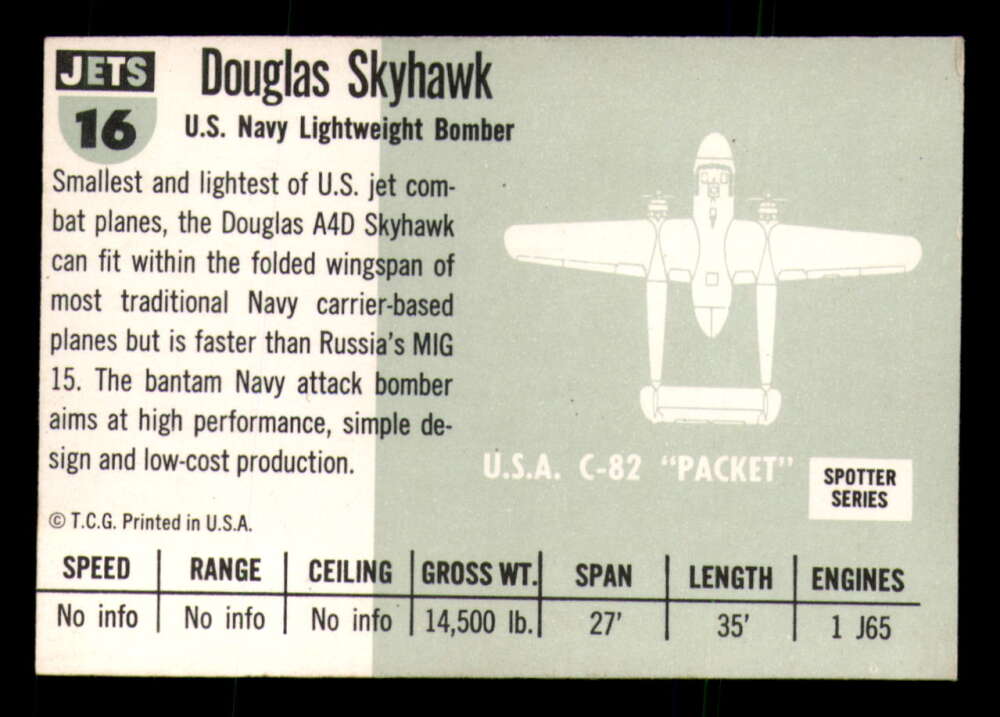 JETS
16
Douglas Skyhawk
U.S. Navy Lightweight Bomber
Smallest and lightest of U.S. jet com-
bat planes, the Douglas A4D Skyhawk
can fit within the folded wingspan of
most traditional Navy carrier-based
planes but is faster than Russia's MIG
15. The bantam Navy attack bomber
aims at high performance, simple de-
sign and low-cost production.
© T.C.G. Printed in U.S.A.
U.S.A. C-82 "PACKET"
SPOTTER
SERIES
SPEED RANGE CEILING GROSS WT. SPAN LENGTH ENGINES
No info No info No info 14,500 lb. 27' 35' 1 J65